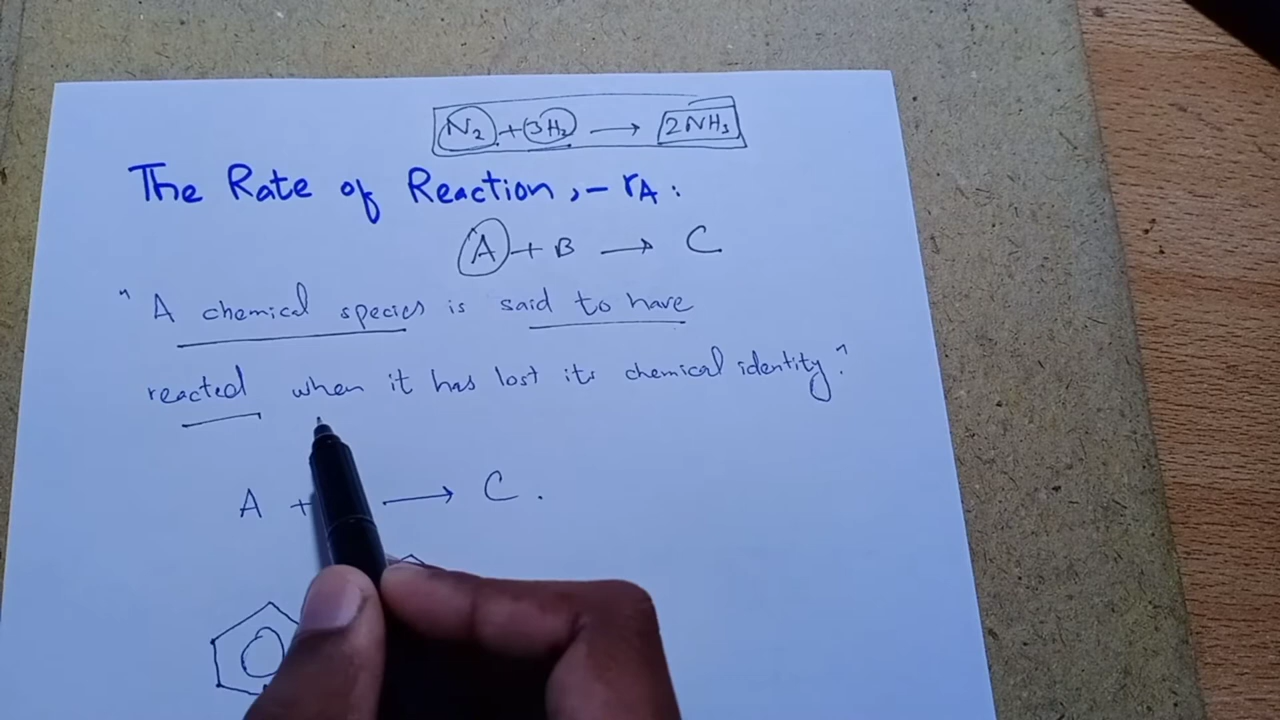 N₂ + 3H₂ ⟶ 2NH₃
The Rate of Reaction, -rA:
A + B ⟶ C
"A chemical species is said to have
reacted when it has lost its chemical identity."
A + ⟶ C.